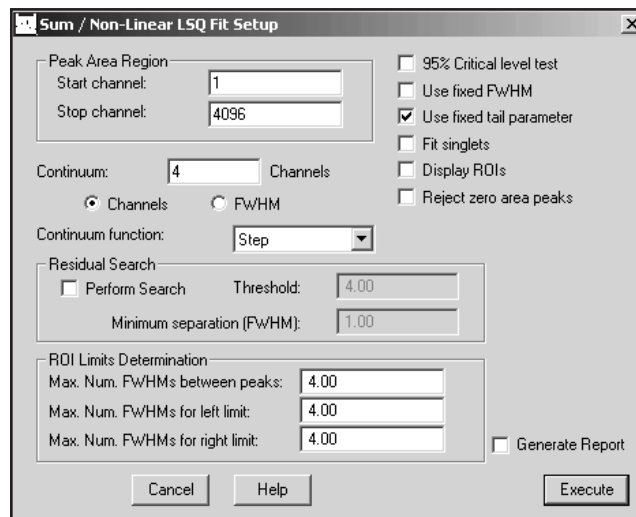 Sum / Non-Linear LSQ Fit Setup
Peak Area Region
Start channel: 1
Stop channel: 4096
95% Critical level test
Use fixed FWHM
Use fixed tail parameter
Fit singlets
Display ROIs
Reject zero area peaks
Continuum: 4 Channels
Channels FWHM
Continuum function: Step
Residual Search
Perform Search Threshold: 4.00
Minimum separation (FWHM): 1.00
ROI Limits Determination
Max. Num. FWHMs between peaks: 4.00
Max. Num. FWHMs for left limit: 4.00
Max. Num. FWHMs for right limit: 4.00
Generate Report
Cancel Help Execute